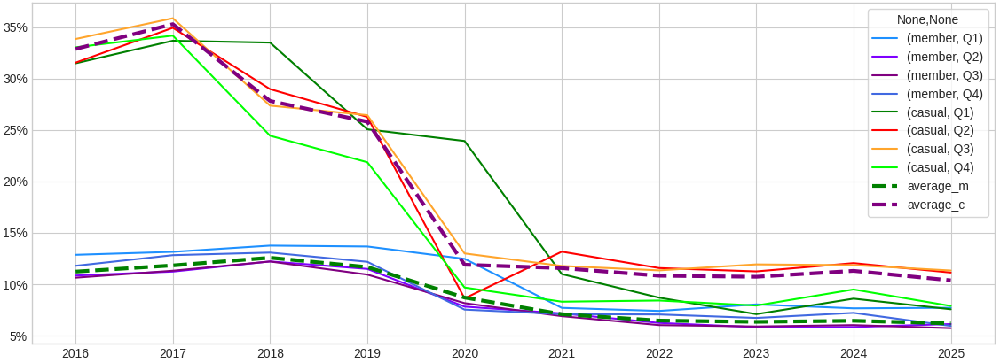 35%
30%
25%
20%
15%
10%
5%
2016 2017 2018 2019 2020 2021 2022 2023 2024 2025
None,None
(member, Q1)
(member, Q2)
(member, Q3)
(member, Q4)
(casual, Q1)
(casual, Q2)
(casual, Q3)
(casual, Q4)
average_m
average_c